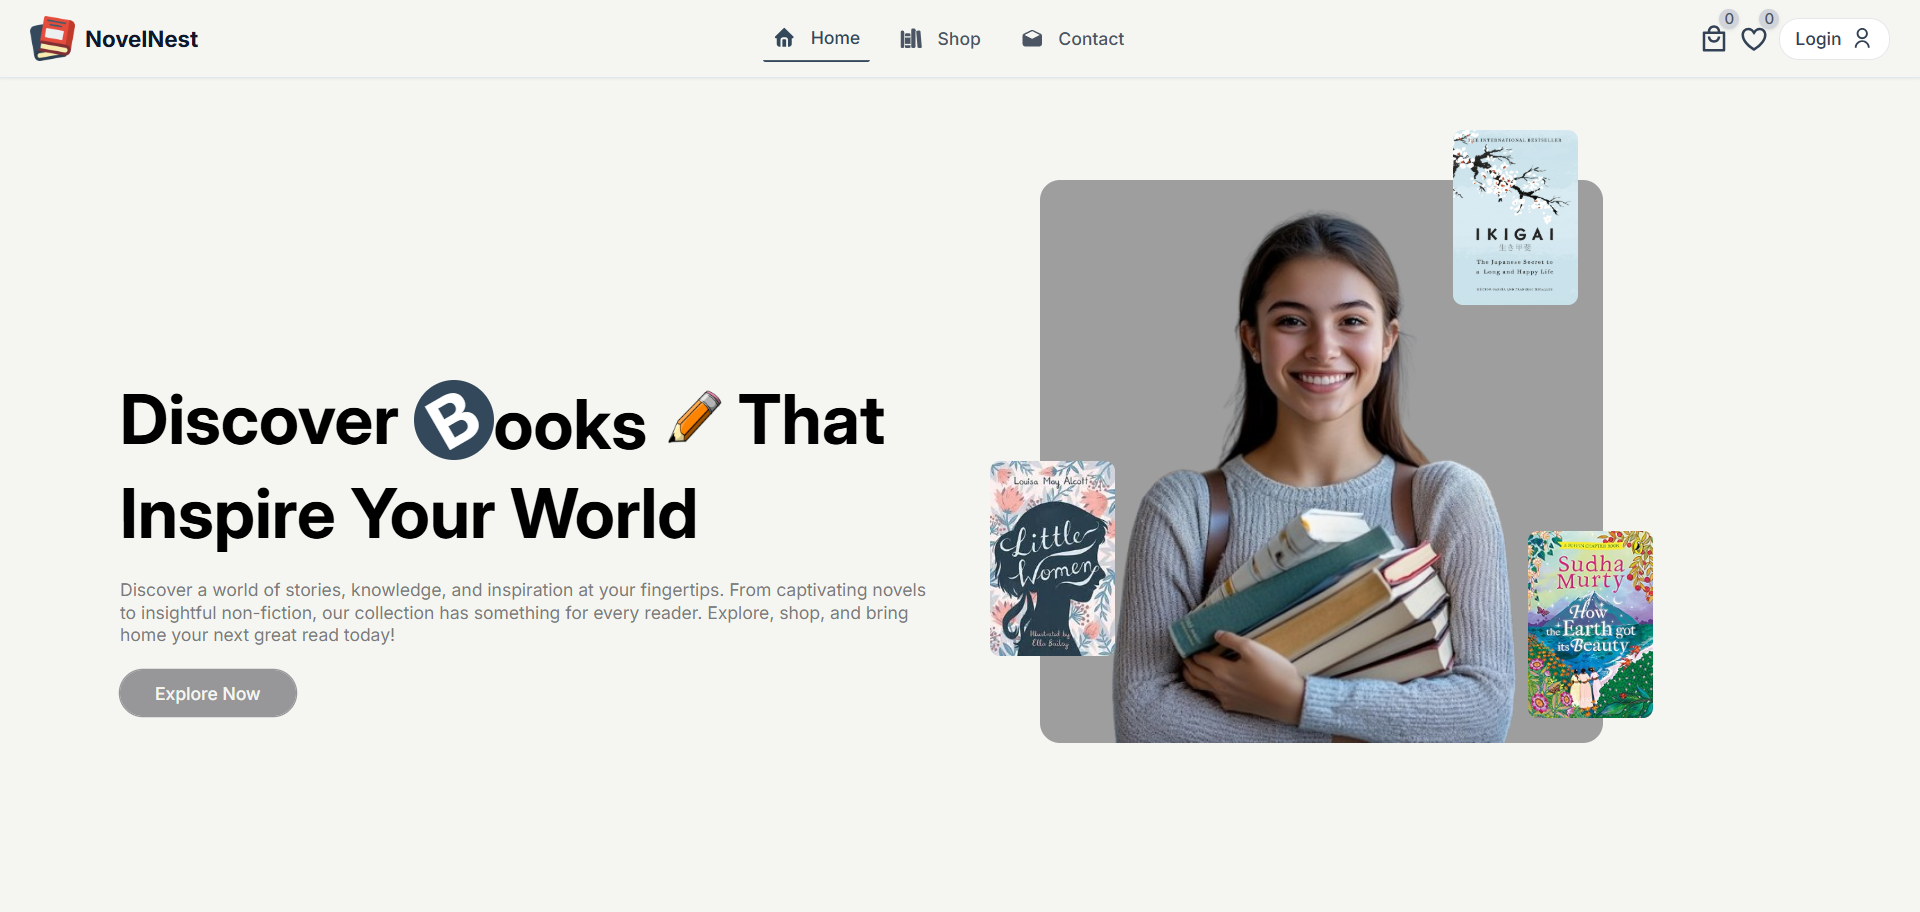 NovelNest
Home
Shop
Contact
0
0
Login
THE INTERNATIONAL BESTSELLER
IKIGAI
生き甲斐
The Japanese Secret to
a Long and Happy Life
Discover Books ✏️ That
Inspire Your World
Louisa May Alcott
Little
Women
Illustrated by
Ella Bailey
Sudha
Murty
How
the Earth got
its Beauty
Discover a world of stories, knowledge, and inspiration at your fingertips. From captivating novels
to insightful non-fiction, our collection has something for every reader. Explore, shop, and bring
home your next great read today!
Explore Now